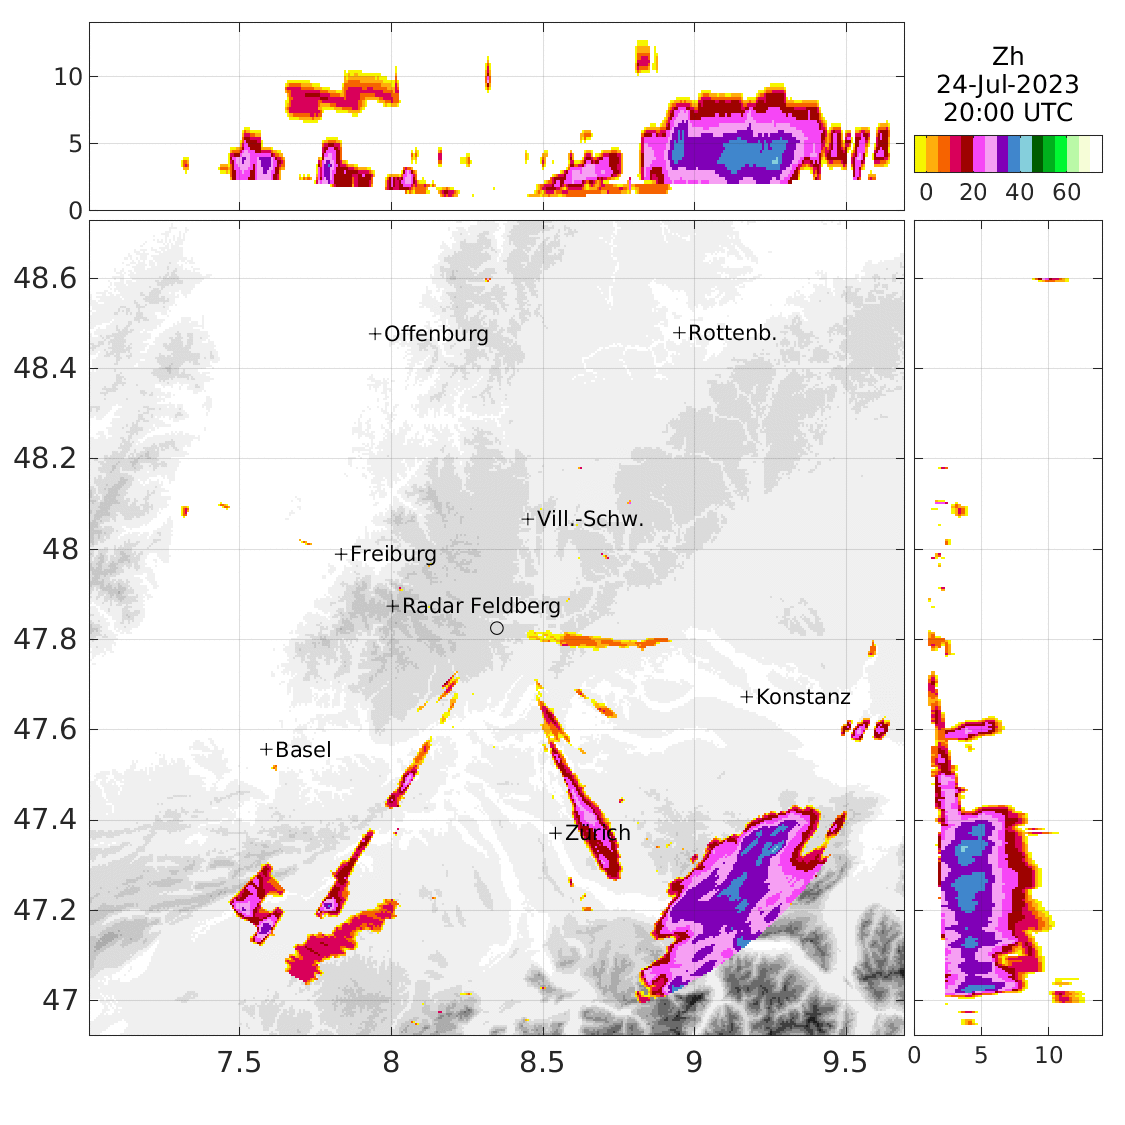 10
5
0
Zh
24-Jul-2023
20:00 UTC
0 20 40 60
48.6
48.4
48.2
48
47.8
47.6
47.4
47.2
47
+Offenburg
+Rottenb.
+Vill.-Schw.
+Freiburg
+Radar Feldberg
+Konstanz
+Basel
+Zürich
7.5 8 8.5 9 9.5
0 5 10